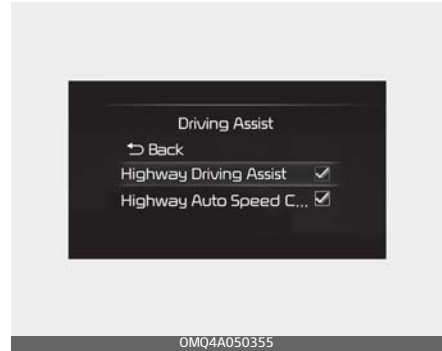 Driving Assist
Back
Highway Driving Assist
Highway Auto Speed C...
OMQ4A050355